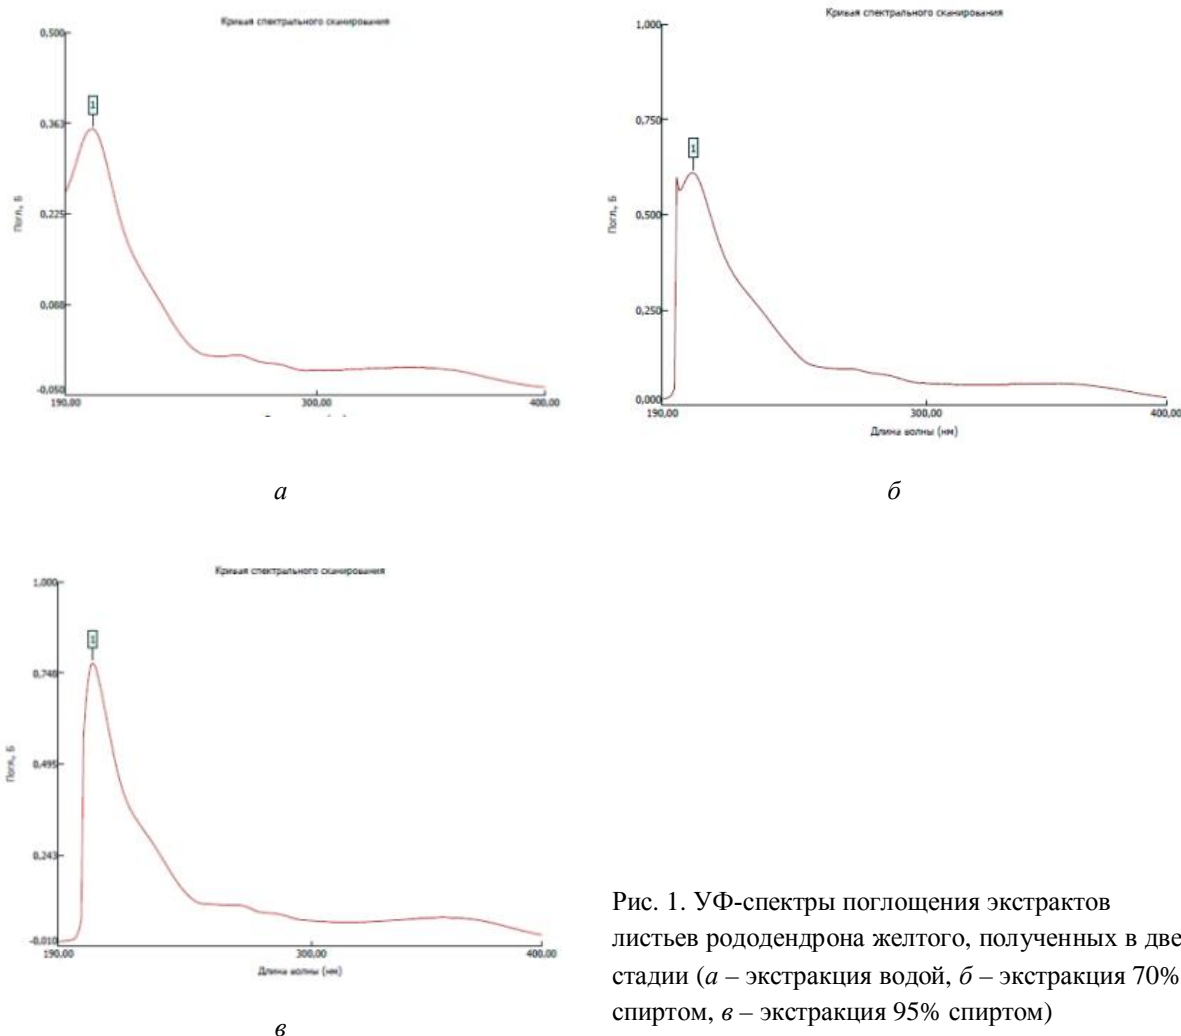 Кривая спектрального сканирования
0,500
0,363
0,225
0,088
-0,050
Погл., Б
1
190,00
300,00
400,00
а
Кривая спектрального сканирования
1,000
0,750
0,500
0,250
0,000
Погл., Б
1
190,00
300,00
400,00
Длина волны (нм)
б
Кривая спектрального сканирования
1,000
0,748
0,495
0,243
-0,010
Погл., Б
1
190,00
300,00
400,00
Длина волны (нм)
в
Рис. 1. УФ-спектры поглощения экстрактов
листьев рододендрона желтого, полученных в две
стадии (а – экстракция водой, б – экстракция 70%
спиртом, в – экстракция 95% спиртом)